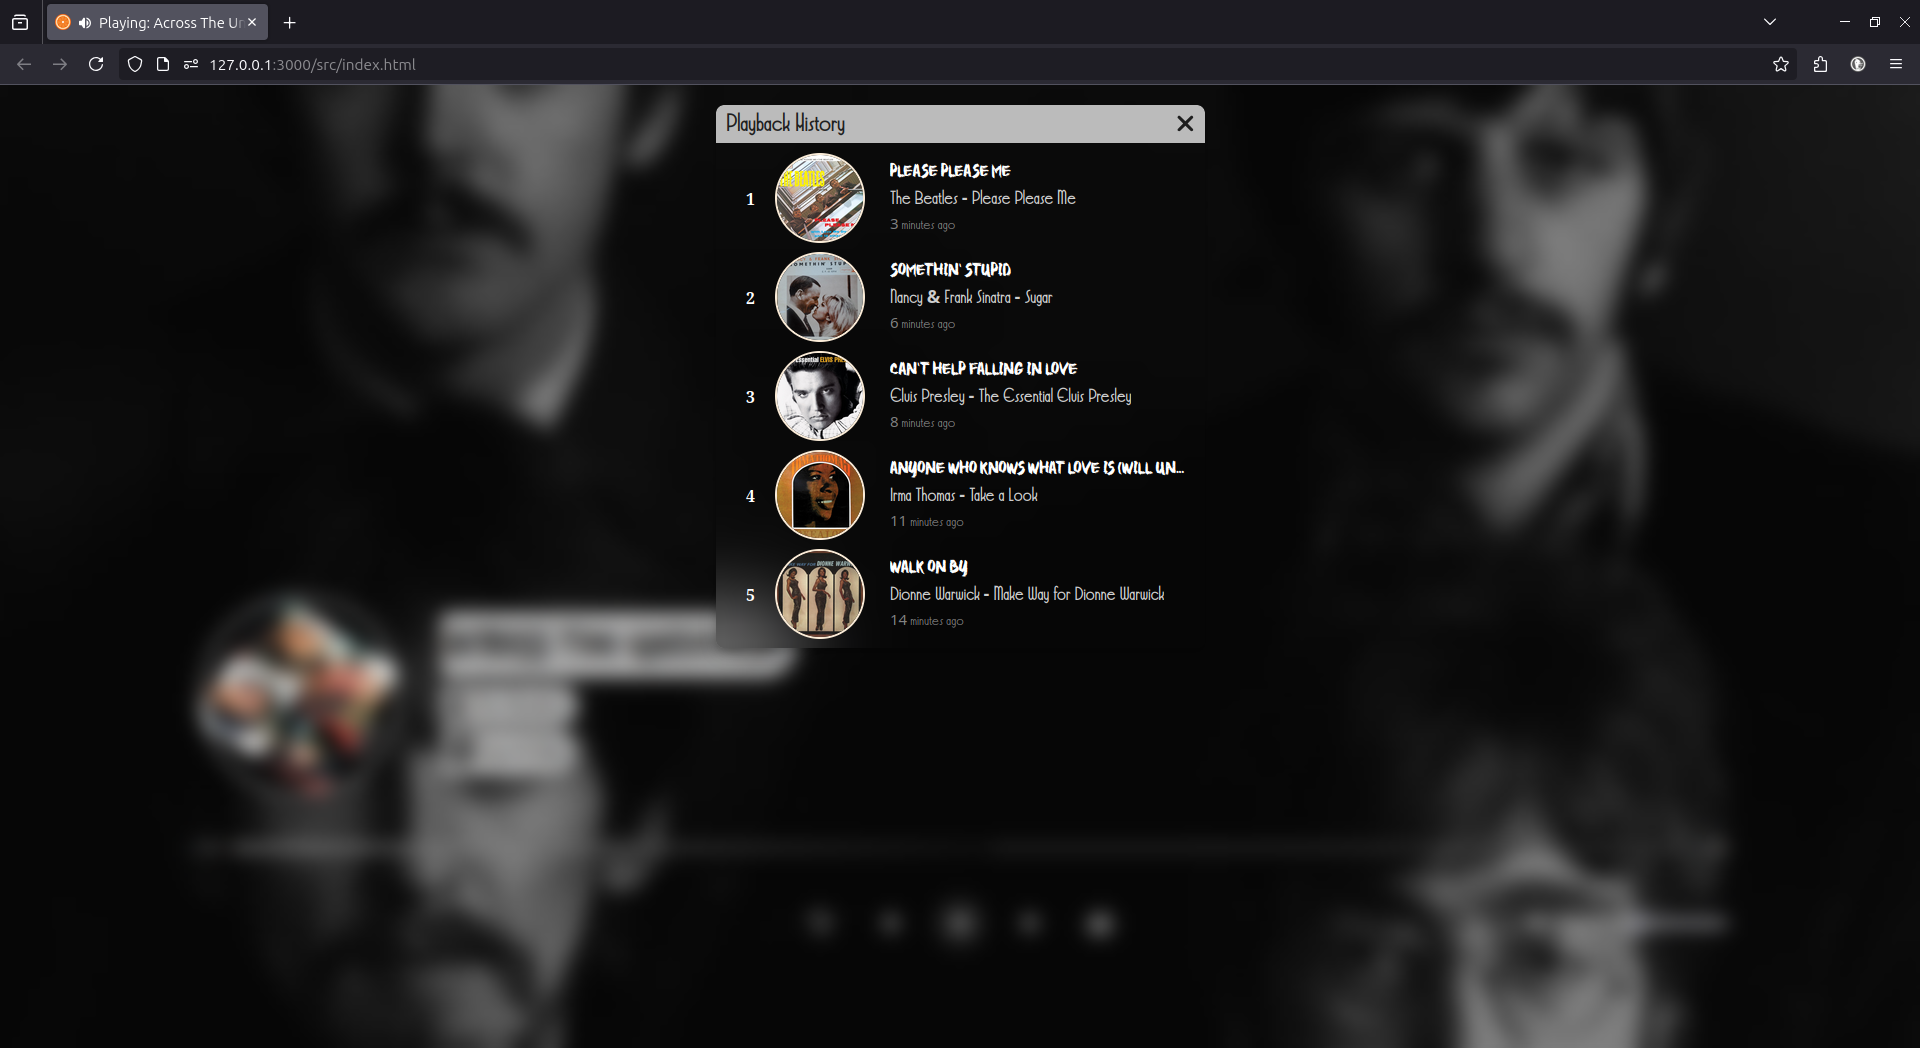 Playing: Across The Un
127.0.0.1:3000/src/index.html
Playback History
1
PLEASE PLEASE ME
The Beatles - Please Please Me
3 minutes ago
2
SOMETHIN' STUPID
Nancy & Frank Sinatra - Sugar
6 minutes ago
3
CAN'T HELP FALLING IN LOVE
Elvis Presley - The Essential Elvis Presley
8 minutes ago
4
ANYONE WHO KNOWS WHAT LOVE IS (WILL UN...
Irma Thomas - Take a Look
11 minutes ago
5
WALK ON BY
Dionne Warwick - Make Way for Dionne Warwick
14 minutes ago